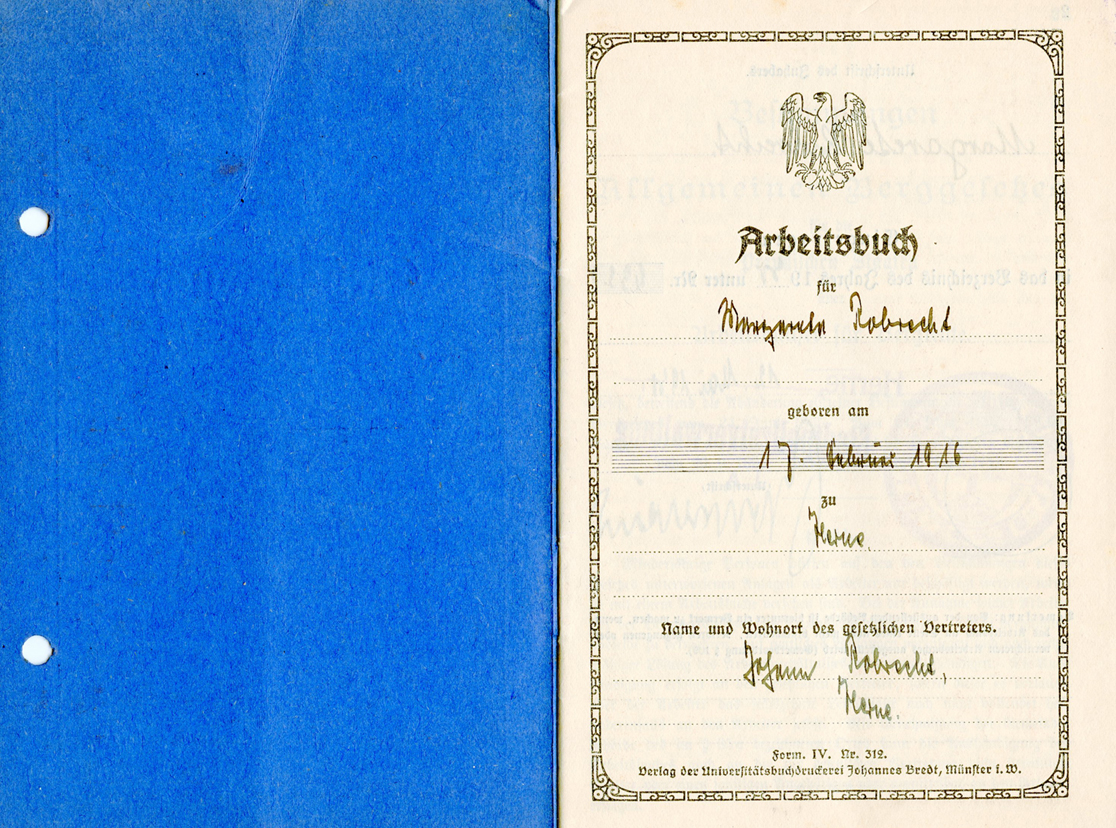 Arbeitsbuch
für
Margarete Robrecht
geboren am
17. Februar 1916
zu
Herne.
Name und Wohnort des gesetzlichen Vertreters.
Johann Robrecht,
Herne.
Form. IV. Nr. 312.
Verlag der Universitätsbuchdruckerei Johannes Bredt, Münster i. W.